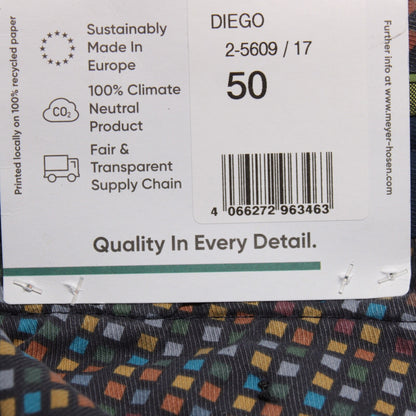 Printed locally on 100% recycled paper
Sustainably
Made In
Europe
CO2
100% Climate
Neutral
Product
Fair &
Transparent
Supply Chain
DIEGO
2-5609 / 17
50
4 066272 963463
Further info at www.meyer-hosen.com
Quality In Every Detail.